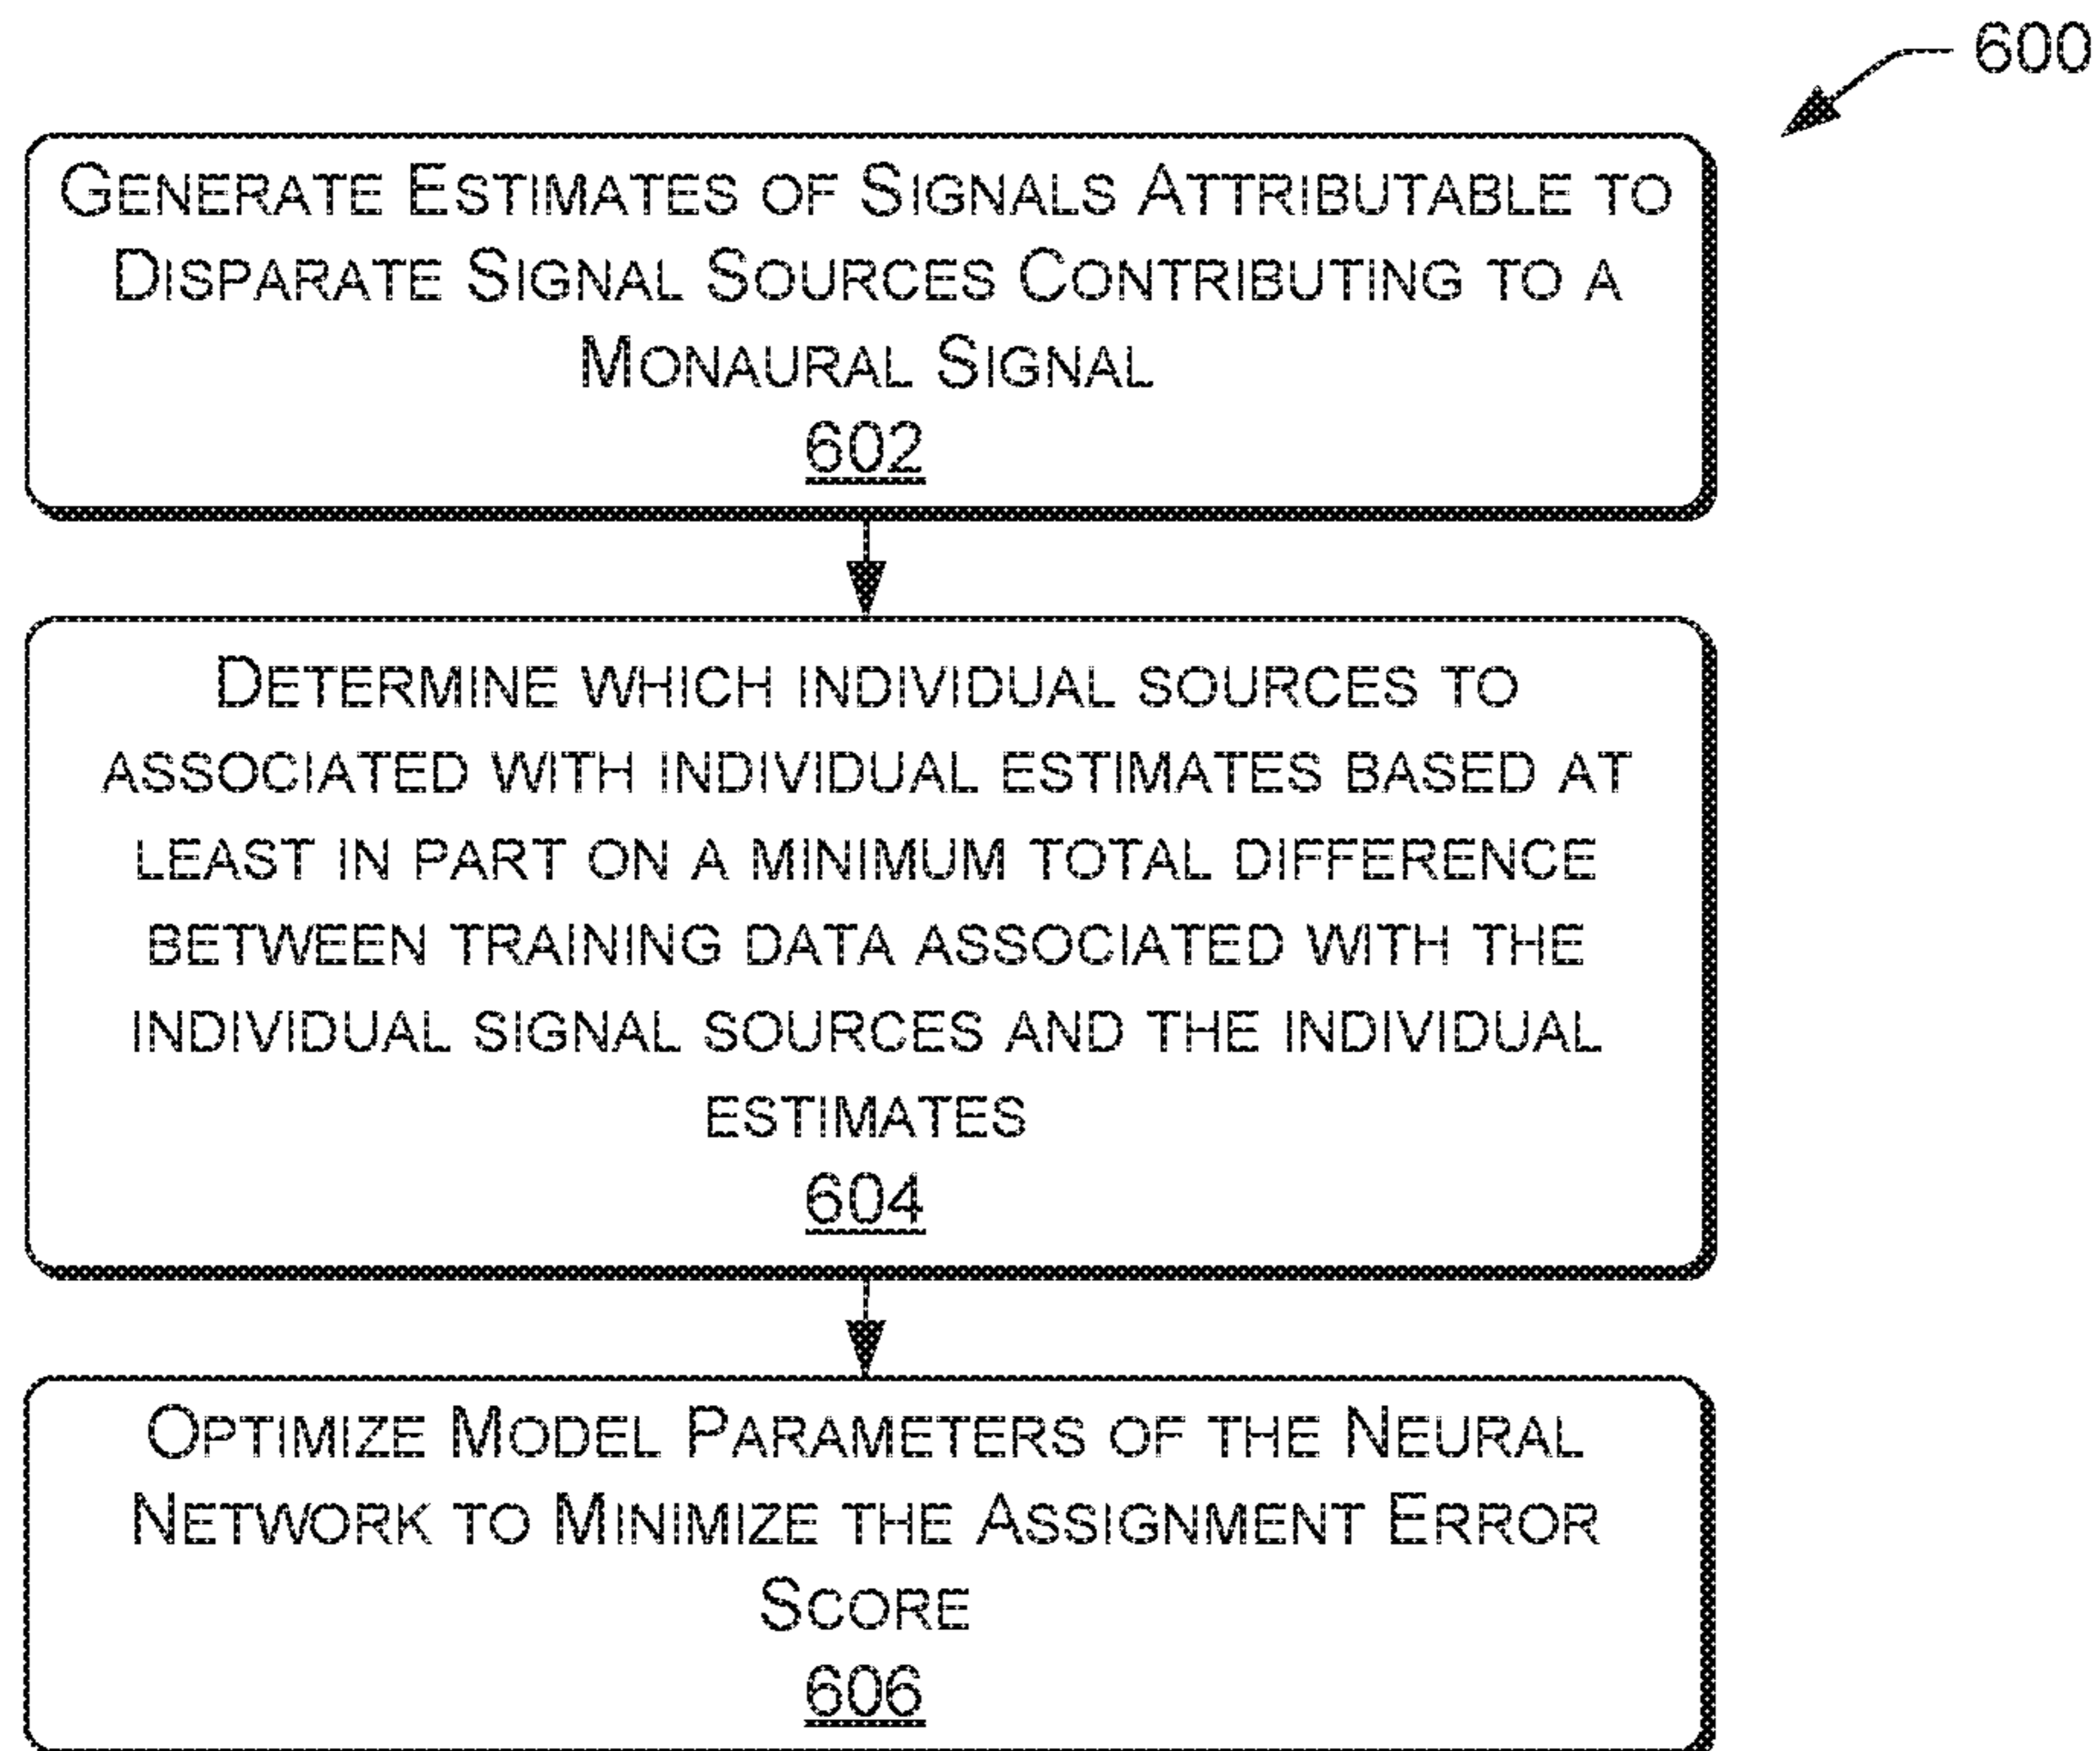 600
GENERATE ESTIMATES OF SIGNALS ATTRIBUTABLE TO
DISPARATE SIGNAL SOURCES CONTRIBUTING TO A
MONAURAL SIGNAL
602
DETERMINE WHICH INDIVIDUAL SOURCES TO
ASSOCIATED WITH INDIVIDUAL ESTIMATES BASED AT
LEAST IN PART ON A MINIMUM TOTAL DIFFERENCE
BETWEEN TRAINING DATA ASSOCIATED WITH THE
INDIVIDUAL SIGNAL SOURCES AND THE INDIVIDUAL
ESTIMATES
604
OPTIMIZE MODEL PARAMETERS OF THE NEURAL
NETWORK TO MINIMIZE THE ASSIGNMENT ERROR
SCORE
606